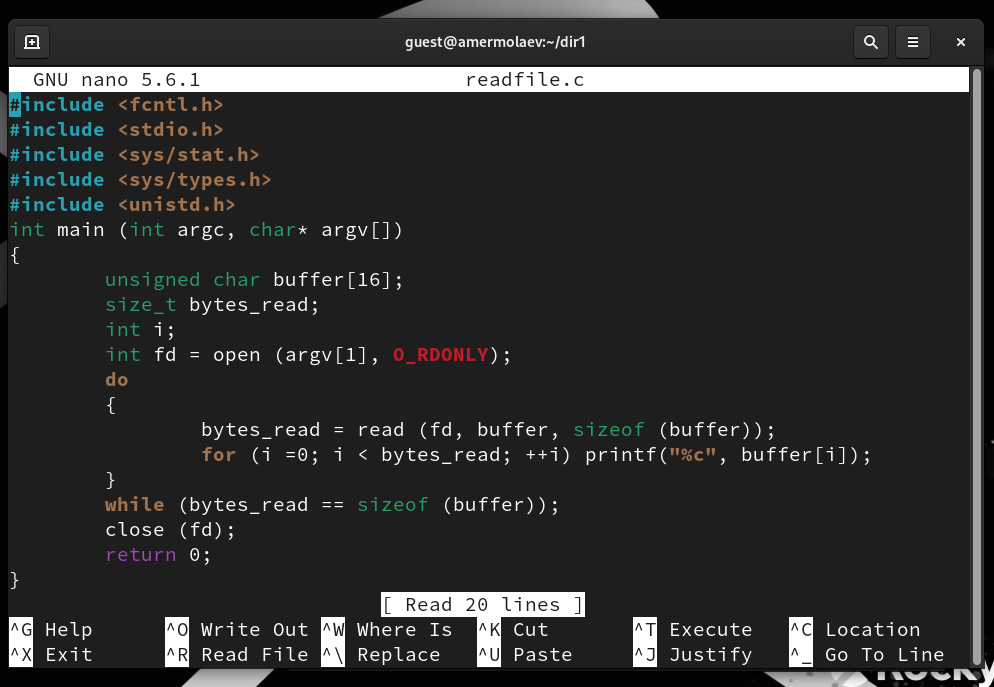 guest@amermolaev:~/dir1
GNU nano 5.6.1 readfile.c
#include <fcntl.h>
#include <stdio.h>
#include <sys/stat.h>
#include <sys/types.h>
#include <unistd.h>
int main (int argc, char* argv[])
{
        unsigned char buffer[16];
        size_t bytes_read;
        int i;
        int fd = open (argv[1], O_RDONLY);
        do
        {
                bytes_read = read (fd, buffer, sizeof (buffer));
                for (i =0; i < bytes_read; ++i) printf("%c", buffer[i]);
        }
        while (bytes_read == sizeof (buffer));
        close (fd);
        return 0;
}
[ Read 20 lines ]
^G Help ^O Write Out ^W Where Is ^K Cut ^T Execute ^C Location
^X Exit ^R Read File ^\ Replace ^U Paste ^J Justify ^_ Go To Line
Rocky